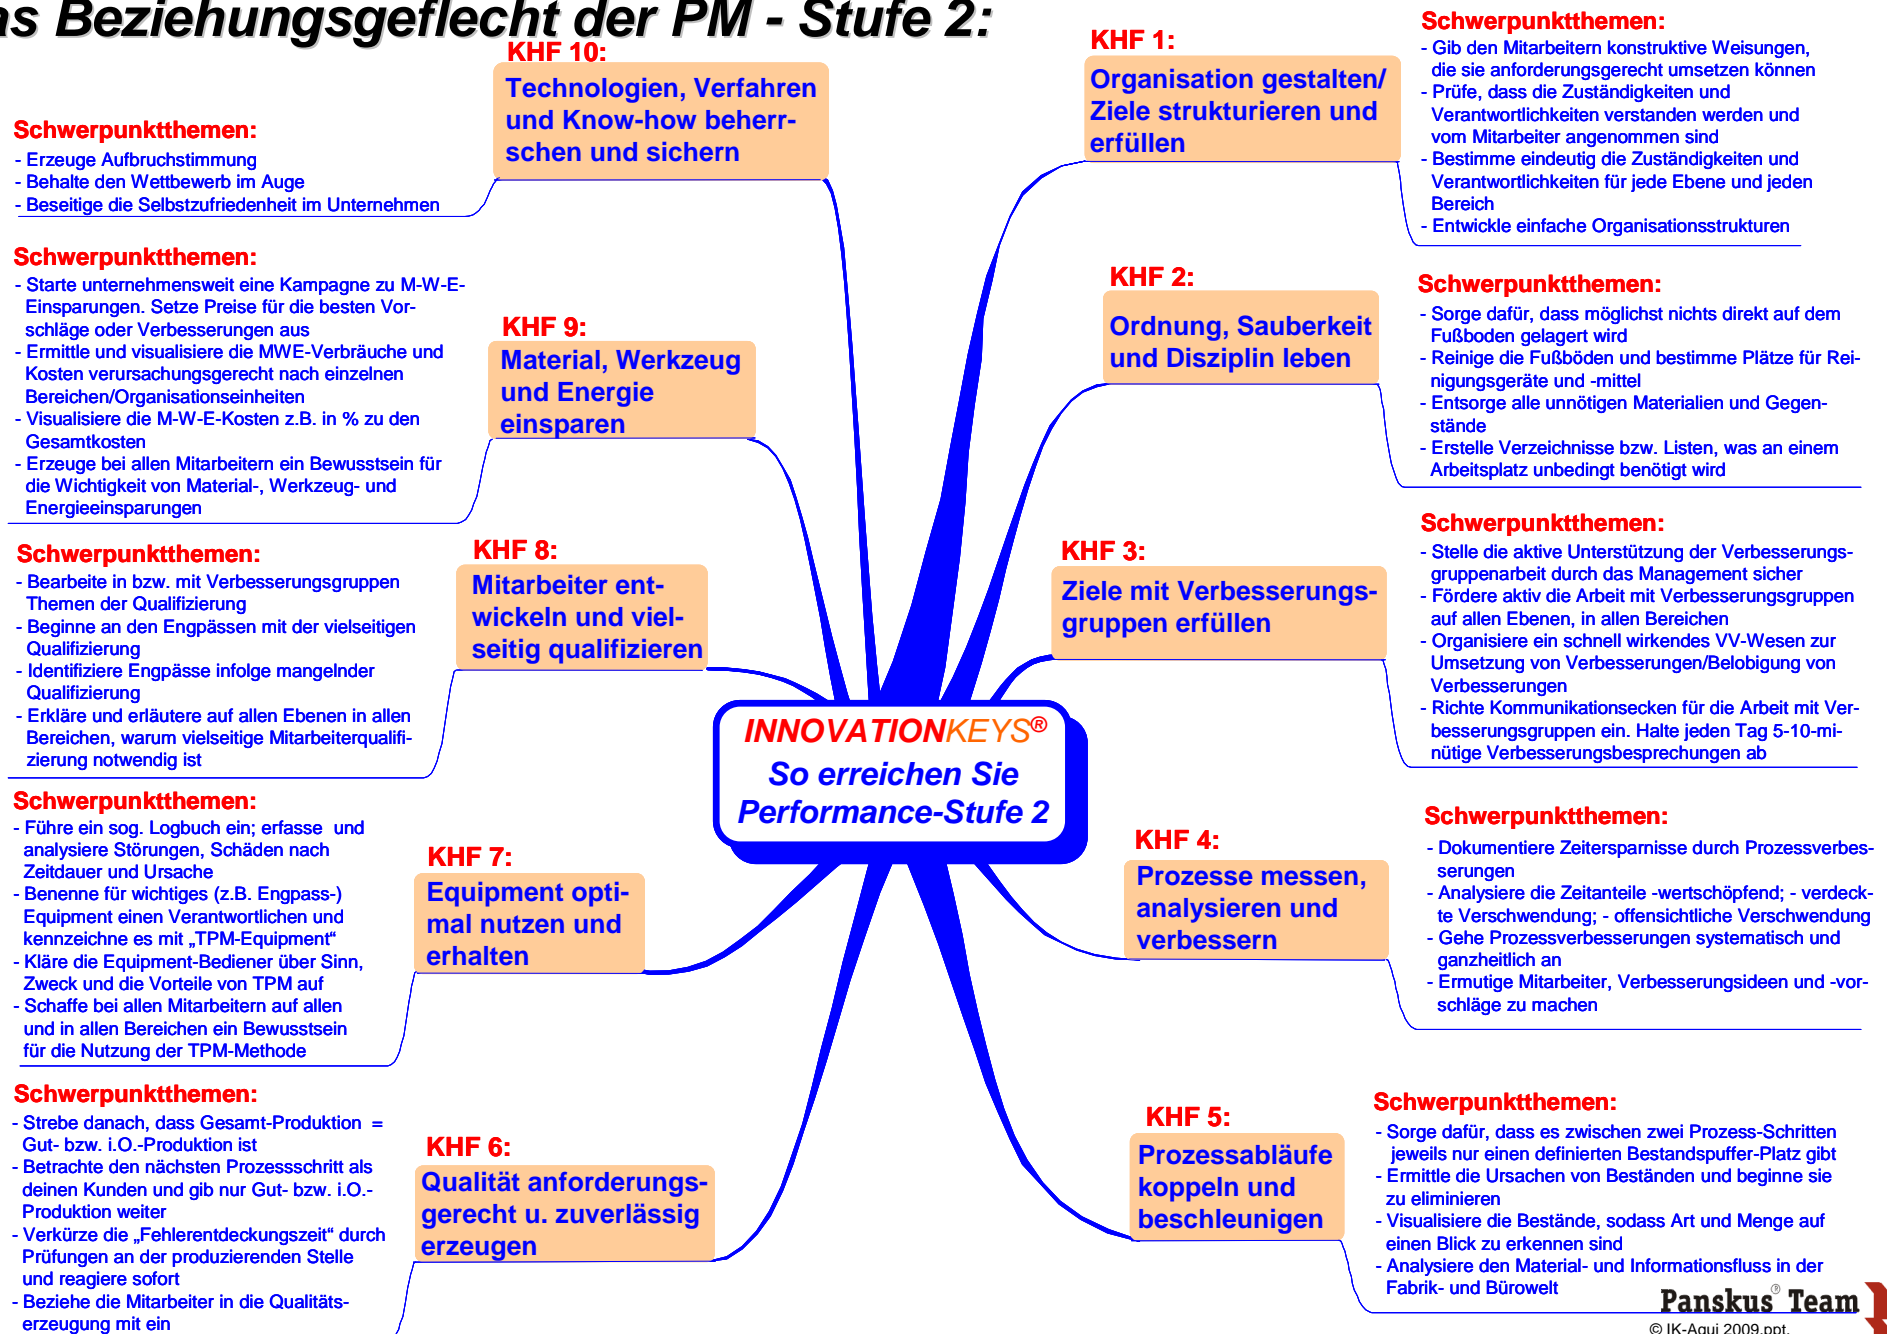 as Beziehungsgeflecht der PM - Stufe 2:
KHF 10:
Technologien, Verfahren
und Know-how beherr-
schen und sichern
Schwerpunktthemen:
- Erzeuge Aufbruchstimmung
- Behalte den Wettbewerb im Auge
- Beseitige die Selbstzufriedenheit im Unternehmen
Schwerpunktthemen:
- Starte unternehmensweit eine Kampagne zu M-W-E-
Einsparungen. Setze Preise für die besten Vor-
schläge oder Verbesserungen aus
- Ermittle und visualisiere die MWE-Verbräuche und
Kosten verursachungsgerecht nach einzelnen
Bereichen/Organisationseinheiten
- Visualisiere die M-W-E-Kosten z.B. in % zu den
Gesamtkosten
- Erzeuge bei allen Mitarbeitern ein Bewusstsein für
die Wichtigkeit von Material-, Werkzeug- und
Energieeinsparungen
KHF 9:
Material, Werkzeug
und Energie
einsparen
Schwerpunktthemen:
- Bearbeite in bzw. mit Verbesserungsgruppen
Themen der Qualifizierung
- Beginne an den Engpässen mit der vielseitigen
Qualifizierung
- Identifiziere Engpässe infolge mangelnder
Qualifizierung
- Erkläre und erläutere auf allen Ebenen in allen
Bereichen, warum vielseitige Mitarbeiterqualifi-
zierung notwendig ist
KHF 8:
Mitarbeiter ent-
wickeln und viel-
seitig qualifizieren
Schwerpunktthemen:
- Führe ein sog. Logbuch ein; erfasse und
analysiere Störungen, Schäden nach
Zeitdauer und Ursache
- Benenne für wichtiges (z.B. Engpass-)
Equipment einen Verantwortlichen und
kennzeichne es mit „TPM-Equipment“
- Kläre die Equipment-Bediener über Sinn,
Zweck und die Vorteile von TPM auf
- Schaffe bei allen Mitarbeitern auf allen
und in allen Bereichen ein Bewusstsein
für die Nutzung der TPM-Methode
KHF 7:
Equipment opti-
mal nutzen und
erhalten
Schwerpunktthemen:
- Strebe danach, dass Gesamt-Produktion =
Gut- bzw. i.O.-Produktion ist
- Betrachte den nächsten Prozessschritt als
deinen Kunden und gib nur Gut- bzw. i.O.-
Produktion weiter
- Verkürze die „Fehlerentdeckungszeit“ durch
Prüfungen an der produzierenden Stelle
und reagiere sofort
- Beziehe die Mitarbeiter in die Qualitäts-
erzeugung mit ein
KHF 6:
Qualität anforderungs-
gerecht u. zuverlässig
erzeugen
INNOVATIONKEYS®
So erreichen Sie
Performance-Stufe 2
KHF 1:
Organisation gestalten/
Ziele strukturieren und
erfüllen
Schwerpunktthemen:
- Gib den Mitarbeitern konstruktive Weisungen,
die sie anforderungsgerecht umsetzen können
- Prüfe, dass die Zuständigkeiten und
Verantwortlichkeiten verstanden werden und
vom Mitarbeiter angenommen sind
- Bestimme eindeutig die Zuständigkeiten und
Verantwortlichkeiten für jede Ebene und jeden
Bereich
- Entwickle einfache Organisationsstrukturen
KHF 2:
Ordnung, Sauberkeit
und Disziplin leben
Schwerpunktthemen:
- Sorge dafür, dass möglichst nichts direkt auf dem
Fußboden gelagert wird
- Reinige die Fußböden und bestimme Plätze für Rei-
nigungsgeräte und -mittel
- Entsorge alle unnötigen Materialien und Gegen-
stände
- Erstelle Verzeichnisse bzw. Listen, was an einem
Arbeitsplatz unbedingt benötigt wird
KHF 3:
Ziele mit Verbesserungs-
gruppen erfüllen
Schwerpunktthemen:
- Stelle die aktive Unterstützung der Verbesserungs-
gruppenarbeit durch das Management sicher
- Fördere aktiv die Arbeit mit Verbesserungsgruppen
auf allen Ebenen, in allen Bereichen
- Organisiere ein schnell wirkendes VV-Wesen zur
Umsetzung von Verbesserungen/Belobigung von
Verbesserungen
- Richte Kommunikationsecken für die Arbeit mit Ver-
besserungsgruppen ein. Halte jeden Tag 5-10-mi-
nütige Verbesserungsbesprechungen ab
KHF 4:
Prozesse messen,
analysieren und
verbessern
Schwerpunktthemen:
- Dokumentiere Zeitersparnisse durch Prozessverbes-
serungen
- Analysiere die Zeitanteile -wertschöpfend; - verdeck-
te Verschwendung; - offensichtliche Verschwendung
- Gehe Prozessverbesserungen systematisch und
ganzheitlich an
- Ermutige Mitarbeiter, Verbesserungsideen und -vor-
schläge zu machen
KHF 5:
Prozessabläufe
koppeln und
beschleunigen
Schwerpunktthemen:
- Sorge dafür, dass es zwischen zwei Prozess-Schritten
jeweils nur einen definierten Bestandspuffer-Platz gibt
- Ermittle die Ursachen von Beständen und beginne sie
zu eliminieren
- Visualisiere die Bestände, sodass Art und Menge auf
einen Blick zu erkennen sind
- Analysiere den Material- und Informationsfluss in der
Fabrik- und Bürowelt
Panskus® Team
© IK-Aqui 2009.ppt.